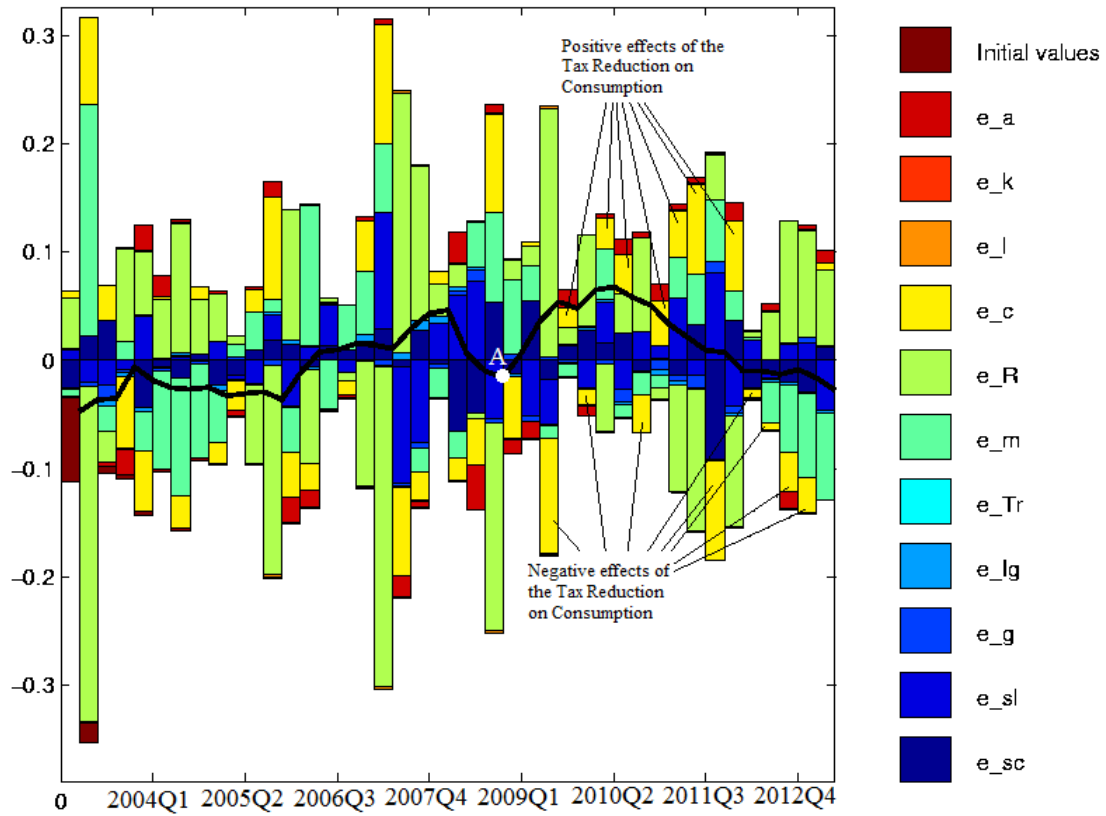 0.3
0.2
0.1
0
−0.1
−0.2
−0.3
Positive effects of the
Tax Reduction on
Consumption
A
Negative effects of
the Tax Reduction
on Consumption
0
2004Q1
2005Q2
2006Q3
2007Q4
2009Q1
2010Q2
2011Q3
2012Q4
Initial values
e_a
e_k
e_l
e_c
e_R
e_m
e_Tr
e_lg
e_g
e_sl
e_sc